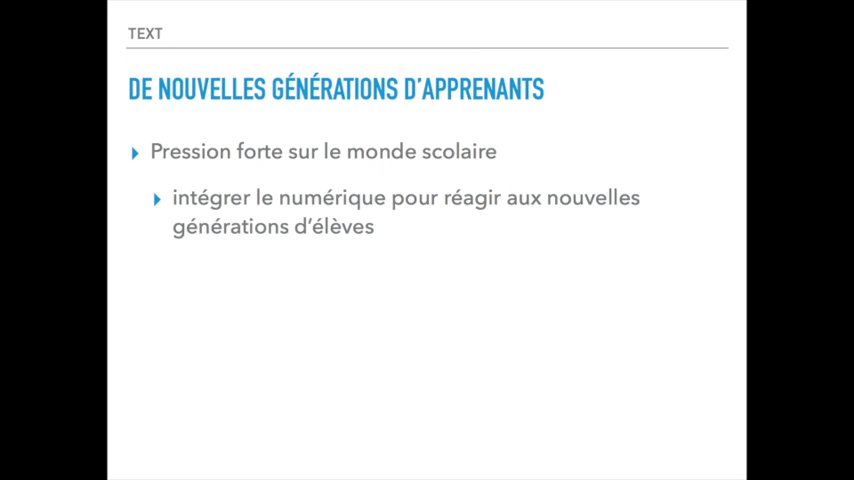 TEXT
DE NOUVELLES GÉNÉRATIONS D’APPRENANTS
Pression forte sur le monde scolaire
intégrer le numérique pour réagir aux nouvelles
générations d’élèves